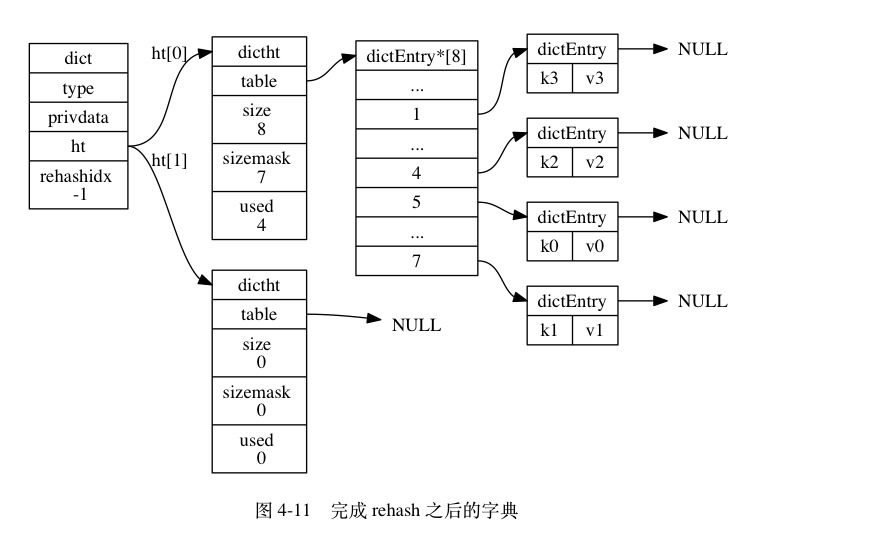 dict
type
privdata
ht
rehashidx
-1
ht[0]
ht[1]
dictht
table
size
8
sizemask
7
used
4
dictht
table
size
0
sizemask
0
used
0
NULL
dictEntry*[8]
...
1
...
4
5
...
7
dictEntry
k3 v3
NULL
dictEntry
k2 v2
NULL
dictEntry
k0 v0
NULL
dictEntry
k1 v1
NULL
图 4-11 完成 rehash 之后的字典